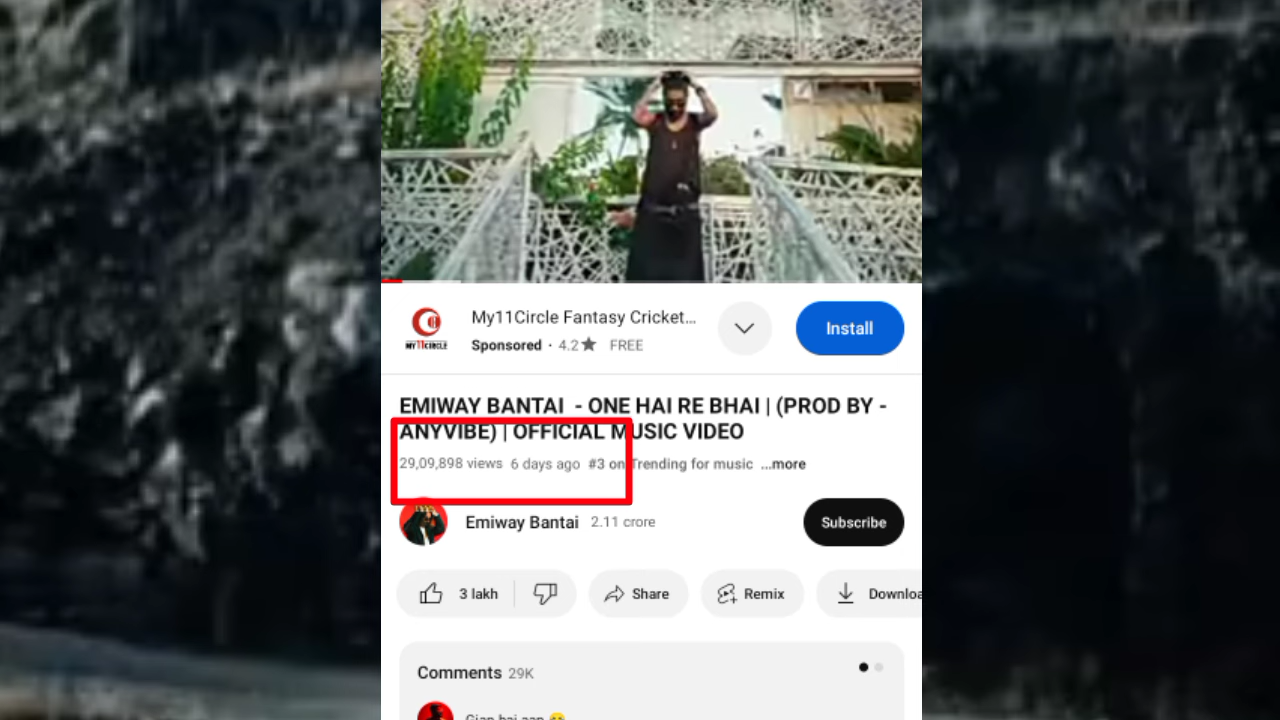 My11Circle Fantasy Cricket...
MY11CIRCLE
Sponsored · 4.2★ FREE
Install
EMIWAY BANTAI - ONE HAI RE BHAI | (PROD BY -
ANYVIBE) | OFFICIAL MUSIC VIDEO
29,09,898 views 6 days ago #3 on Trending for music ...more
Emiway Bantai 2.11 crore
Subscribe
3 lakh
Share
Remix
Downloa
Comments 29K